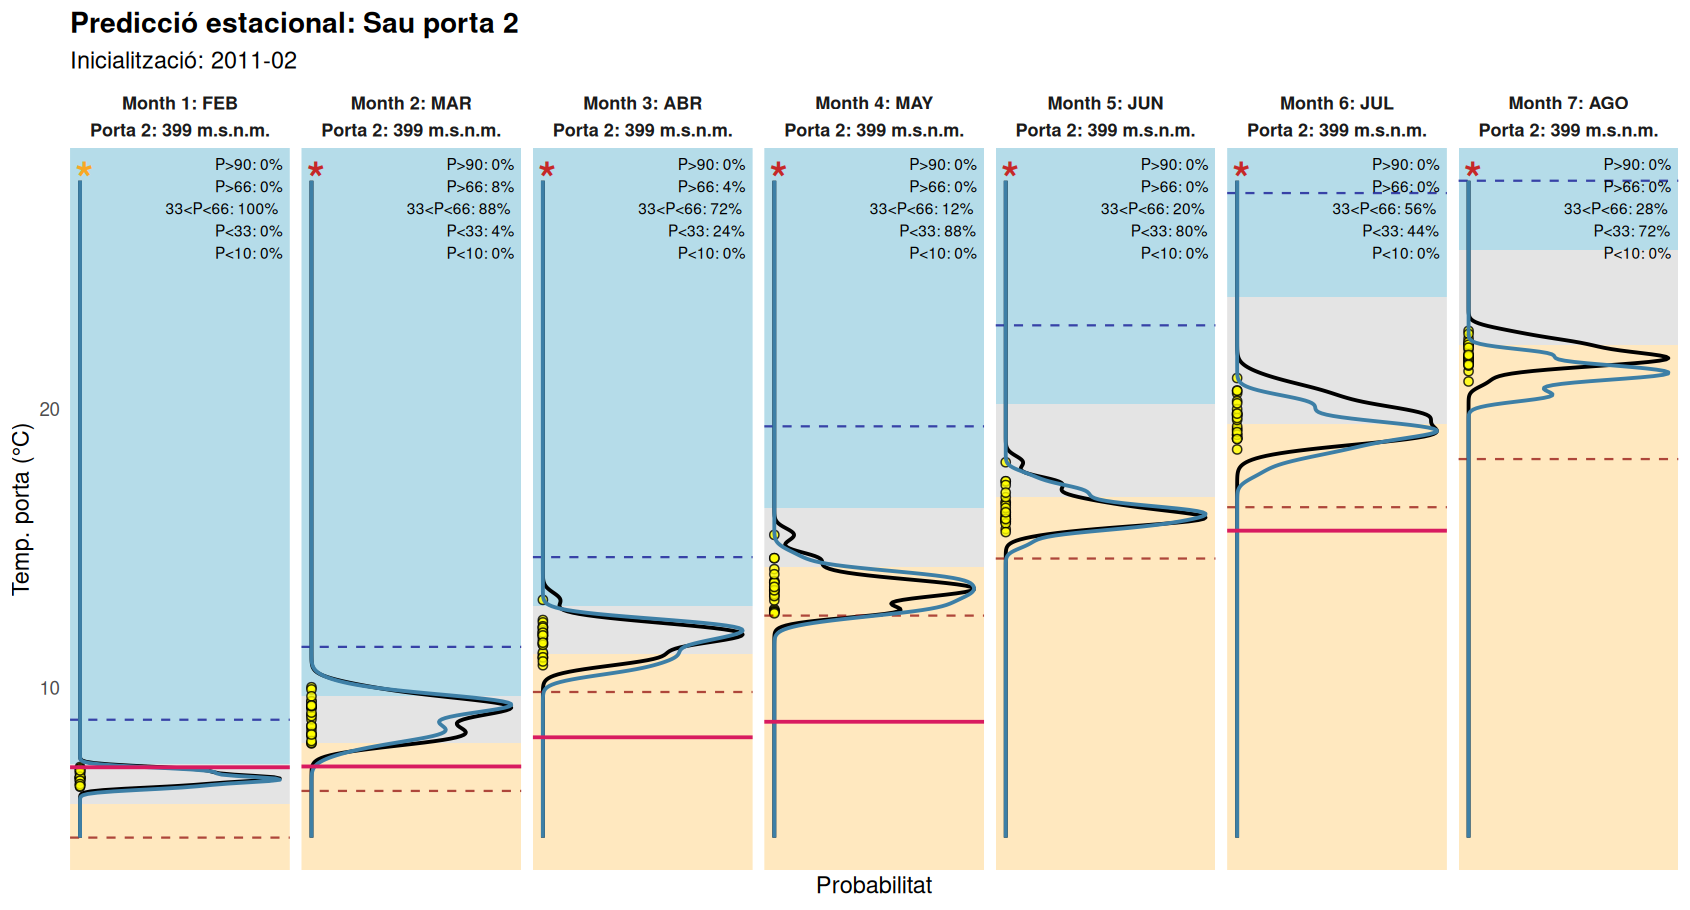 Predicció estacional: Sau porta 2
Inicialització: 2011-02
Month 1: FEB
Porta 2: 399 m.s.n.m.
Month 2: MAR
Porta 2: 399 m.s.n.m.
Month 3: ABR
Porta 2: 399 m.s.n.m.
Month 4: MAY
Porta 2: 399 m.s.n.m.
Month 5: JUN
Porta 2: 399 m.s.n.m.
Month 6: JUL
Porta 2: 399 m.s.n.m.
Month 7: AGO
Porta 2: 399 m.s.n.m.
*
P>90: 0%
P>66: 0%
33<P<66: 100%
P<33: 0%
P<10: 0%
*
P>90: 0%
P>66: 8%
33<P<66: 88%
P<33: 4%
P<10: 0%
*
P>90: 0%
P>66: 4%
33<P<66: 72%
P<33: 24%
P<10: 0%
*
P>90: 0%
P>66: 0%
33<P<66: 12%
P<33: 88%
P<10: 0%
*
P>90: 0%
P>66: 0%
33<P<66: 20%
P<33: 80%
P<10: 0%
*
P>90: 0%
P>66: 0%
33<P<66: 56%
P<33: 44%
P<10: 0%
*
P>90: 0%
P>66: 0%
33<P<66: 28%
P<33: 72%
P<10: 0%
20
10
Temp. porta (°C)
Probabilitat